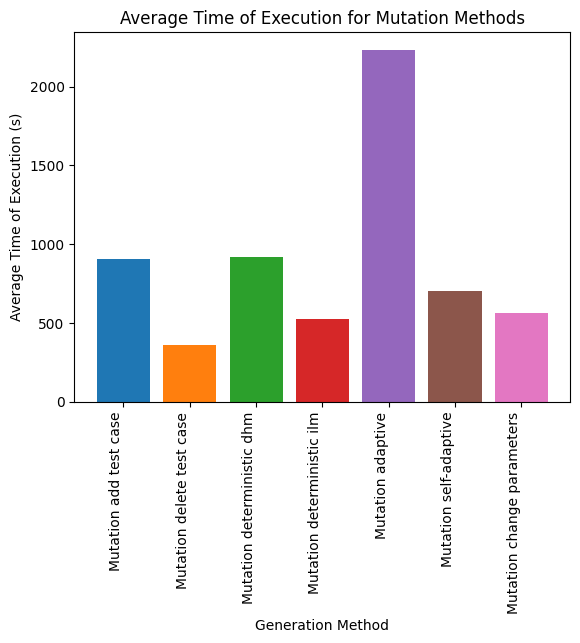 Average Time of Execution for Mutation Methods
Average Time of Execution (s)
2000
1500
1000
500
0
Mutation add test case
Mutation delete test case
Mutation deterministic dhm
Mutation deterministic ilm
Mutation adaptive
Mutation self-adaptive
Mutation change parameters
Generation Method